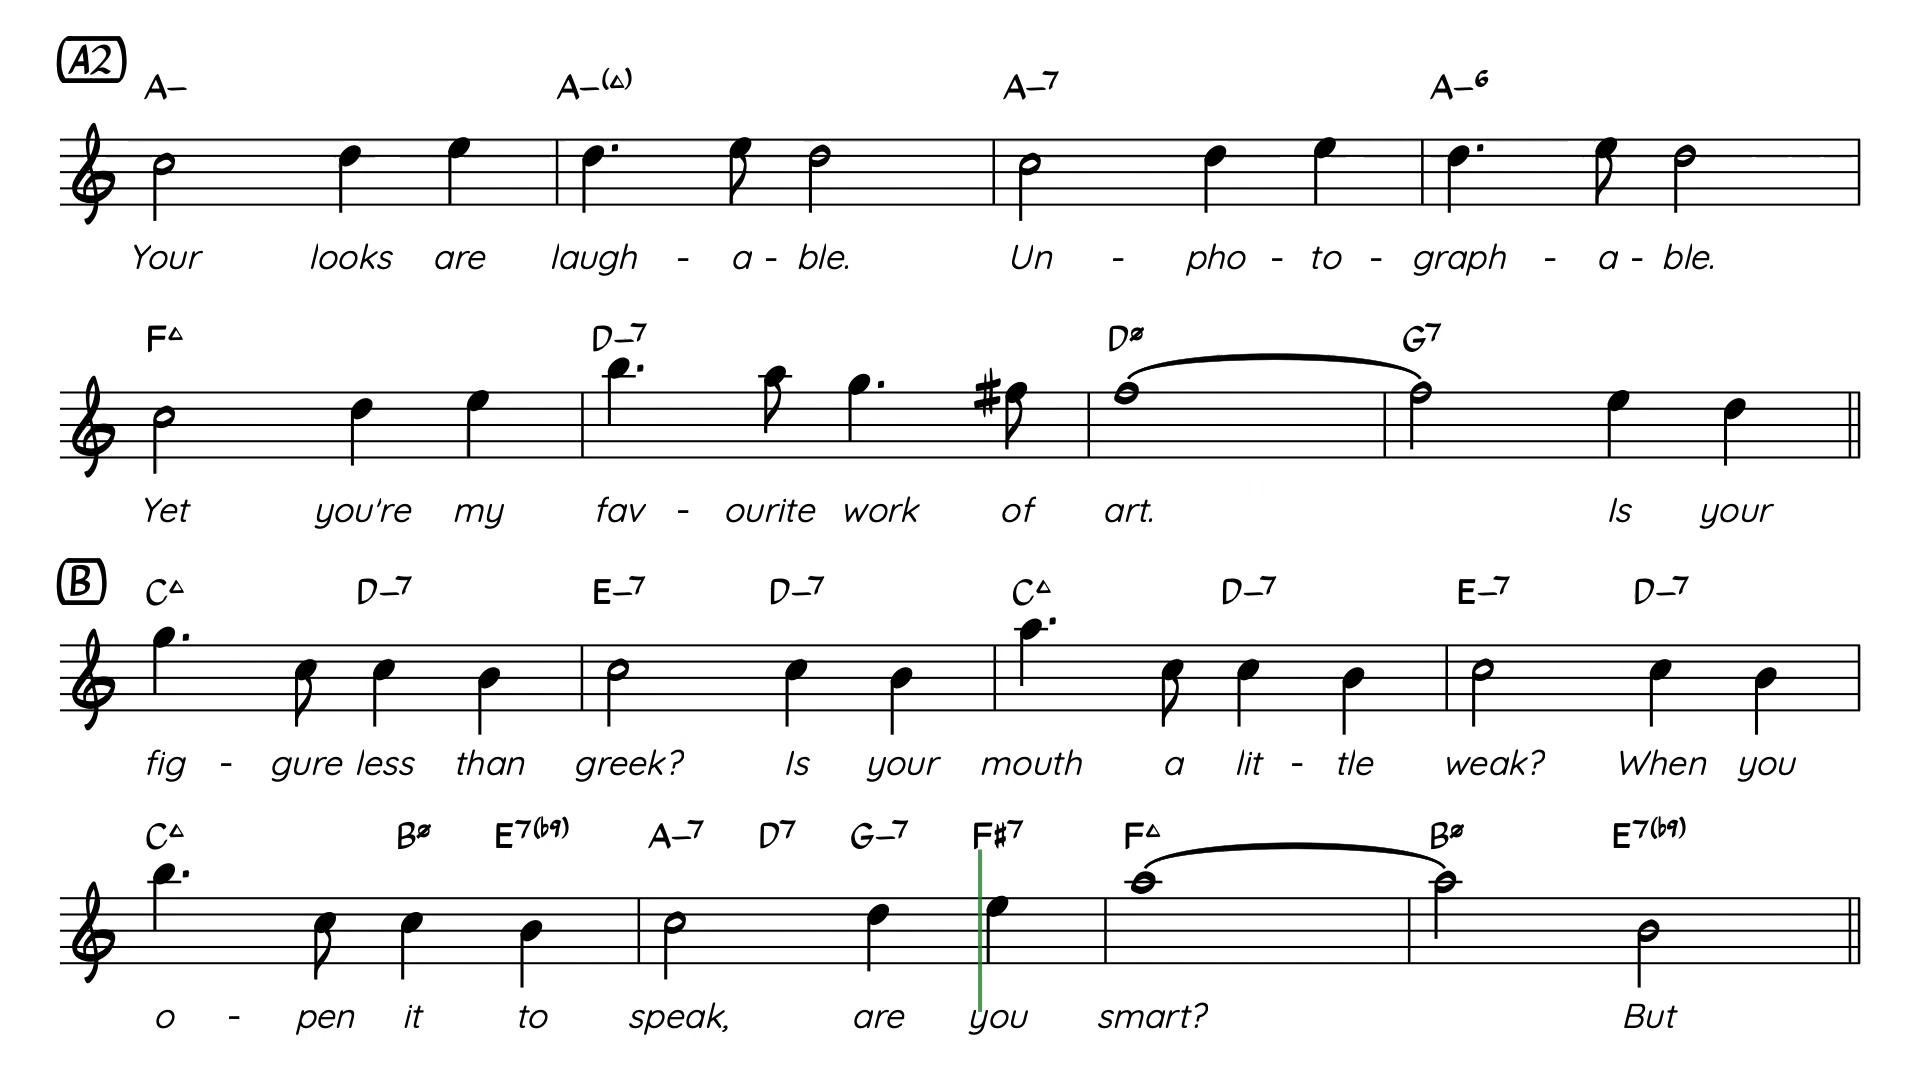 A2
A– A–(△) A–7 A–6
Your looks are laugh - a - ble. Un - pho - to - graph - a - ble.
F△ D–7 Dø G7
Yet you're my fav - ourite work of art. Is your
B
C△ D–7 E–7 D–7 C△ D–7 E–7 D–7
fig - gure less than greek? Is your mouth a lit - tle weak? When you
C△ Bø E7(b9) A–7 D7 G–7 F#7 F△ Bø E7(b9)
o - pen it to speak, are you smart? But